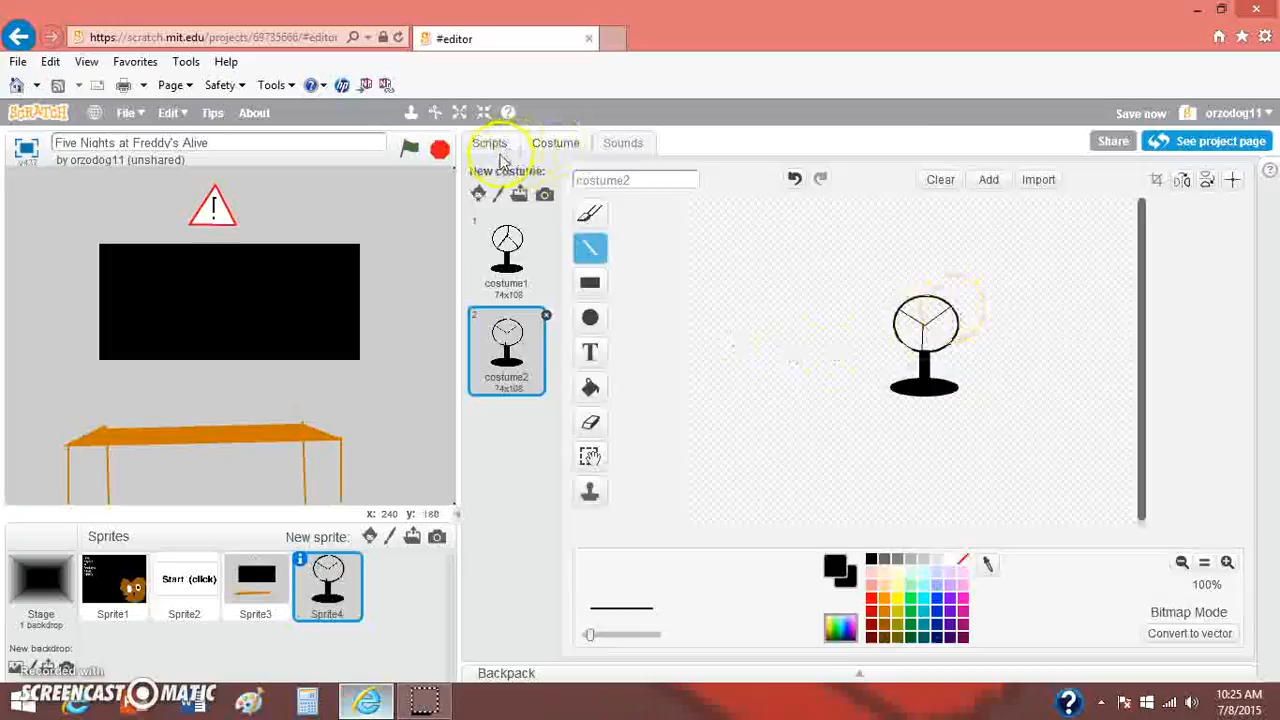 https://scratch.mit.edu/projects/69735666/#editor
#editor
File Edit View Favorites Tools Help
Page Safety Tools
SCRATCH File Edit Tips About
Save now orzodog11
Five Nights at Freddy's Alive
by orzodog11 (unshared)
v437
Scripts Costume Sounds
Share See project page
New costume:
costume2
Clear Add Import
1
costume1
74x108
2
costume2
74x108
!
T
x: 240 y: 180
Sprites New sprite:
Stage
1 backdrop
New backdrop:
Start (click)
Sprite1 Sprite2 Sprite3 Sprite4
100%
Bitmap Mode
Convert to vector
Backpack
Recorded with
SCREENCAST MATIC
10:25 AM
7/8/2015